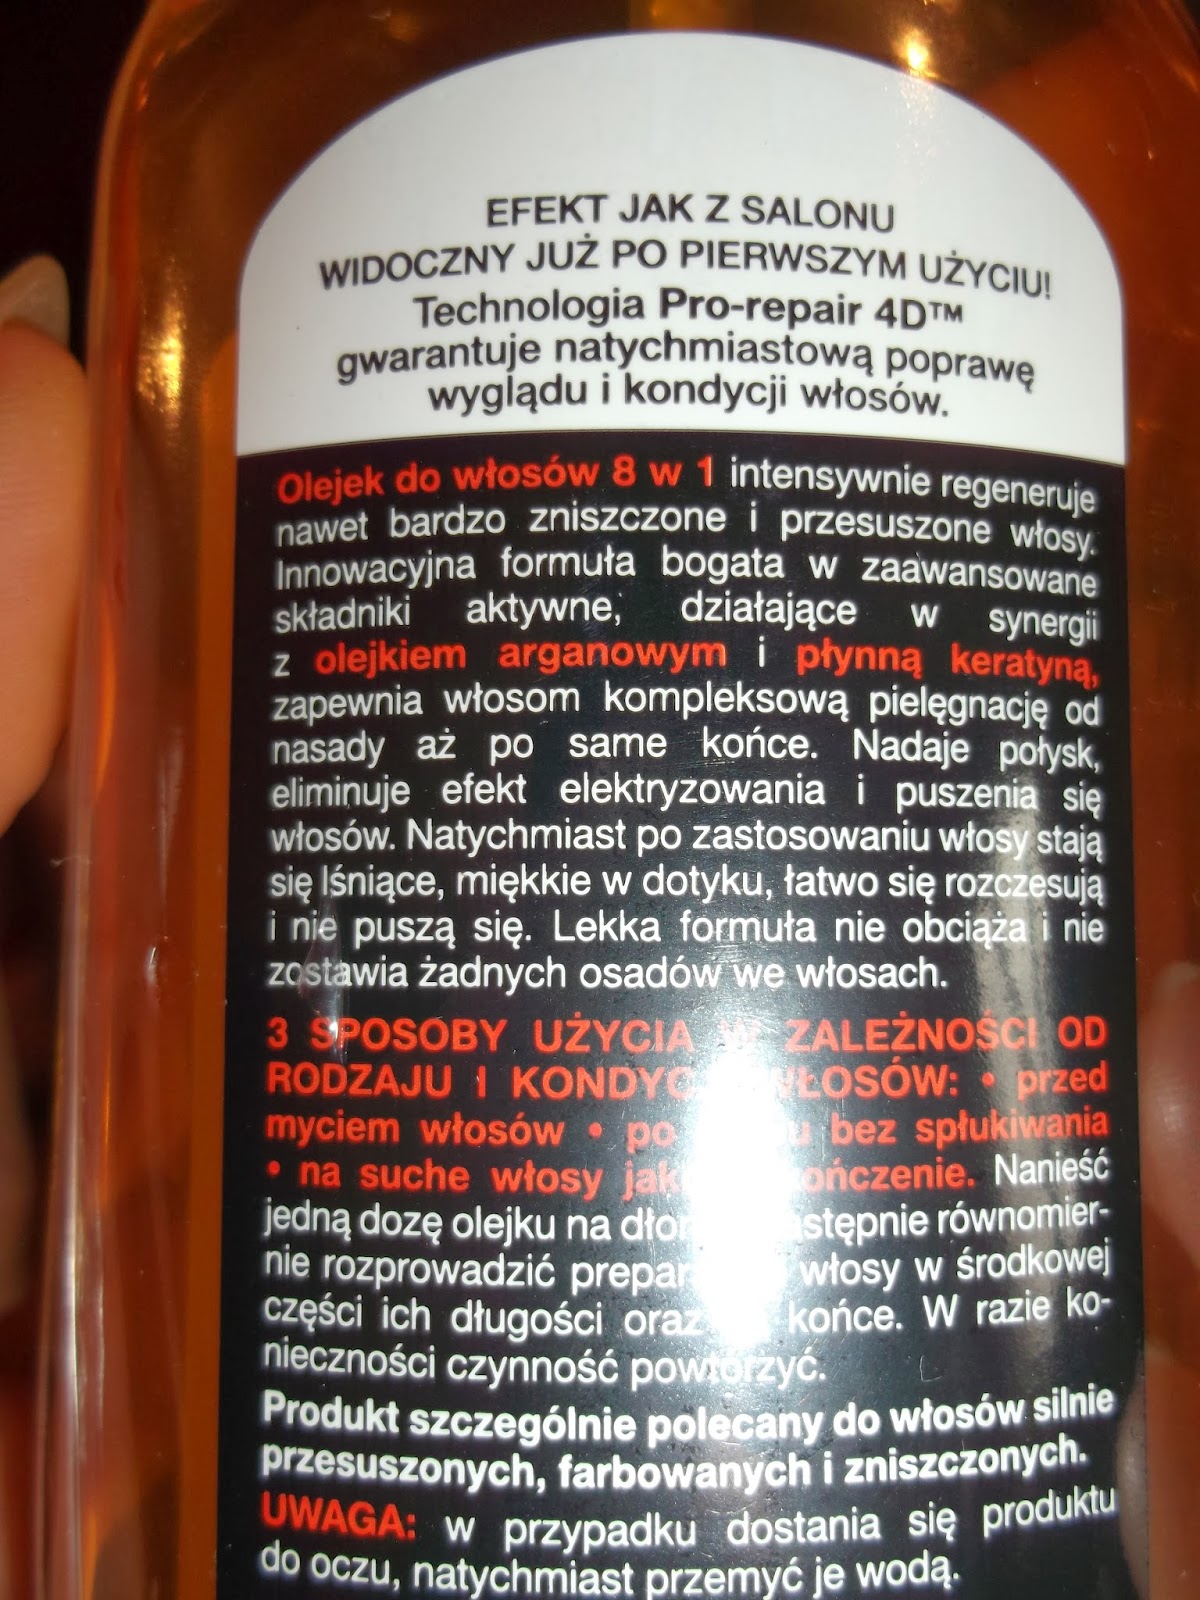 EFEKT JAK Z SALONU
WIDOCZNY JUŻ PO PIERWSZYM UŻYCIU!
Technologia Pro-repair 4D™
gwarantuje natychmiastową poprawę
wyglądu i kondycji włosów.
Olejek do włosów 8 w 1 intensywnie regeneruje
nawet bardzo zniszczone i przesuszone włosy.
Innowacyjna formuła bogata w zaawansowane
składniki aktywne, działające w synergii
z olejkiem arganowym i płynną keratyną,
zapewnia włosom kompleksową pielęgnację od
nasady aż po same końce. Nadaje połysk,
eliminuje efekt elektryzowania i puszenia się
włosów. Natychmiast po zastosowaniu włosy stają
się lśniące, miękkie w dotyku, łatwo się rozczesują
i nie puszą się. Lekka formuła nie obciąża i nie
zostawia żadnych osadów we włosach.
3 SPOSOBY UŻYCIA W ZALEŻNOŚCI OD
RODZAJU I WŁOSÓW: • przed
myciem włosów • po bez spłukiwania
• na suche włosy Nanieść
jedną dozę olejku na równomier-
nie rozprowadzić włosy w środkowej
części ich długości oraz końce. W razie ko-
nieczności czynność powtórzyć.
Produkt szczególnie polecany do włosów silnie
przesuszonych, farbowanych i zniszczonych.
UWAGA: w przypadku dostania się produktu
do oczu, natychmiast przemyć je wodą.